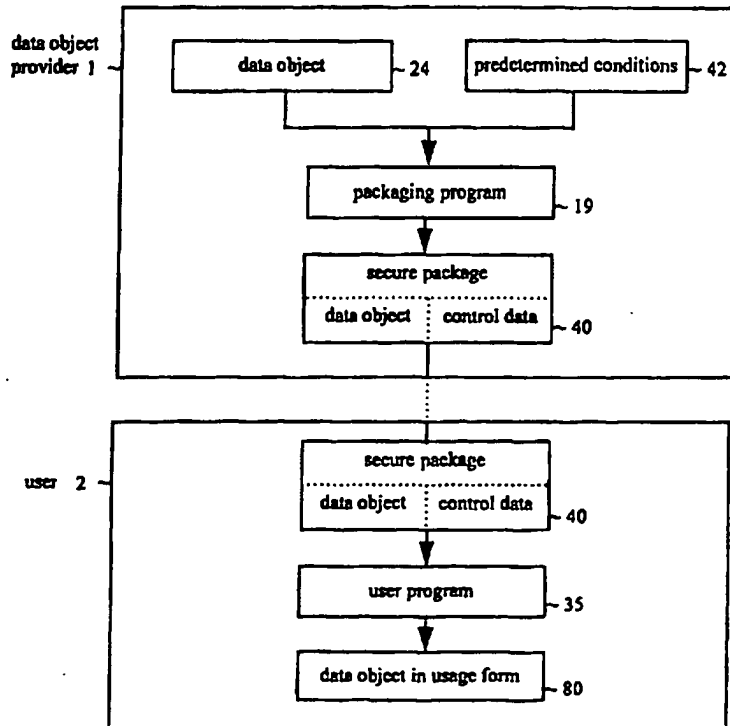 data object
provider 1
data object
24
predetermined conditions
42
packaging program
19
secure package
data object control data
40
user 2
secure package
data object control data
40
user program
35
data object in usage form
80